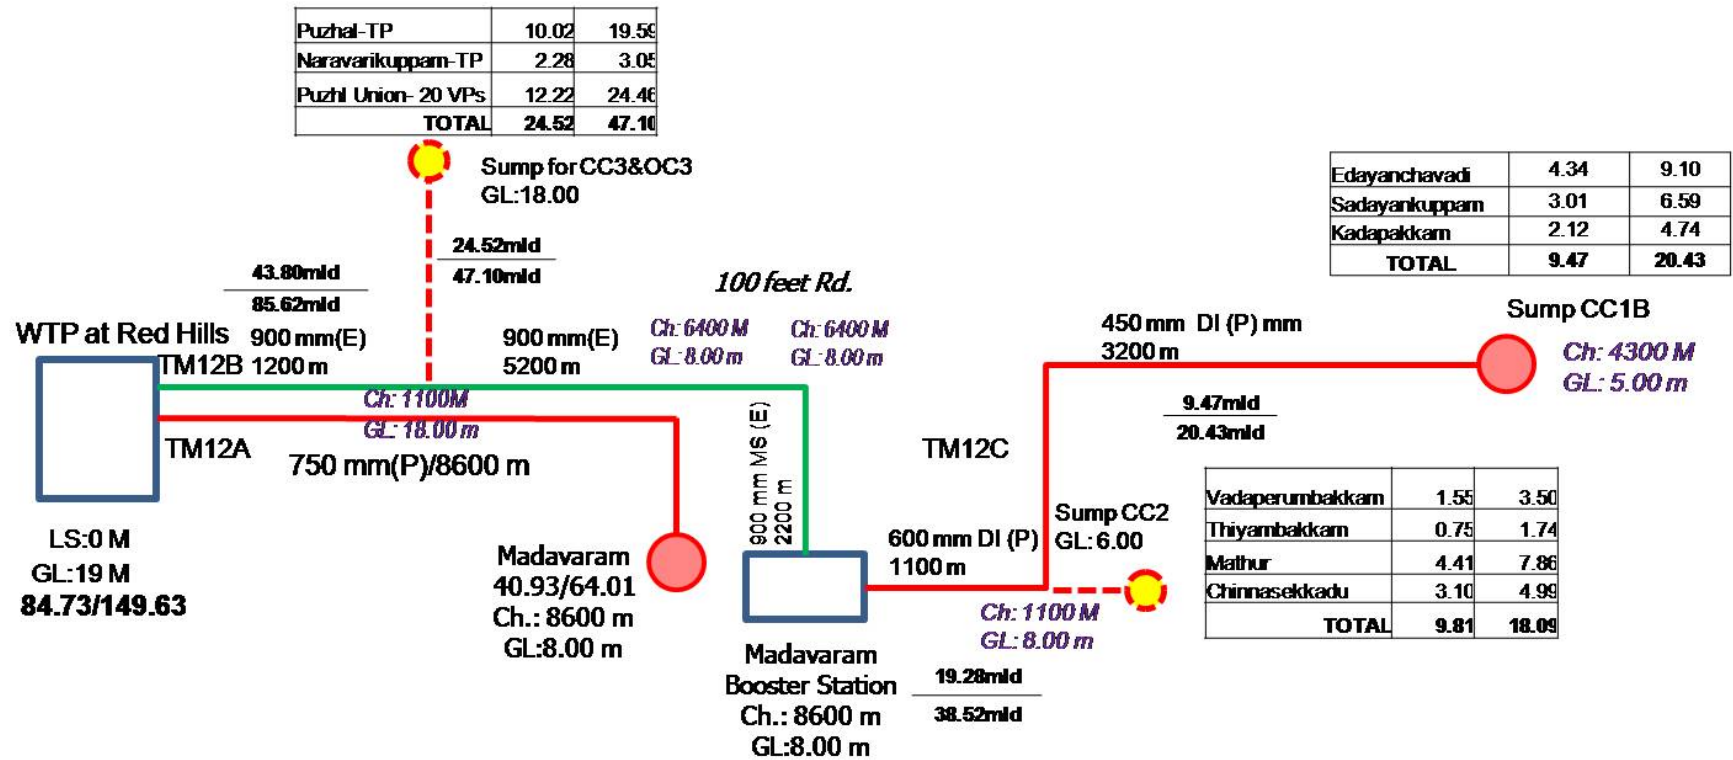 Puzhal-TP 10.02 19.59
Naravarikuppam-TP 2.28 3.05
Puzhl Union- 20 VPs 12.22 24.46
TOTAL 24.52 47.10
Sump for CC3&OC3
GL:18.00
24.52mld
47.10mld
43.80mld
85.62mld
100 feet Rd.
Edayanchavadi 4.34 9.10
Sadayankuppam 3.01 6.59
Kadapakkam 2.12 4.74
TOTAL 9.47 20.43
WTP at Red Hills
TM12B
900 mm(E)
1200 m
900 mm(E)
5200 m
Ch: 6400 M
GL: 8.00 m
Ch: 6400 M
GL: 8.00 m
450 mm DI (P) mm
3200 m
Sump CC1B
Ch: 4300 M
GL: 5.00 m
Ch: 1100M
GL: 18.00 m
TM12A
750 mm(P)/8600 m
900 mm MS (E)
2200 m
TM12C
9.47mld
20.43mld
LS:0 M
GL:19 M
84.73/149.63
Madavaram
40.93/64.01
Ch.: 8600 m
GL:8.00 m
600 mm DI (P)
1100 m
Sump CC2
GL: 6.00
Vadaperumbakkam 1.55 3.50
Thiyambakkam 0.75 1.74
Mathur 4.41 7.86
Chinnasekkadu 3.10 4.99
TOTAL 9.81 18.09
Ch: 1100 M
GL: 8.00 m
Madavaram
Booster Station
Ch.: 8600 m
GL:8.00 m
19.28mld
38.52mld